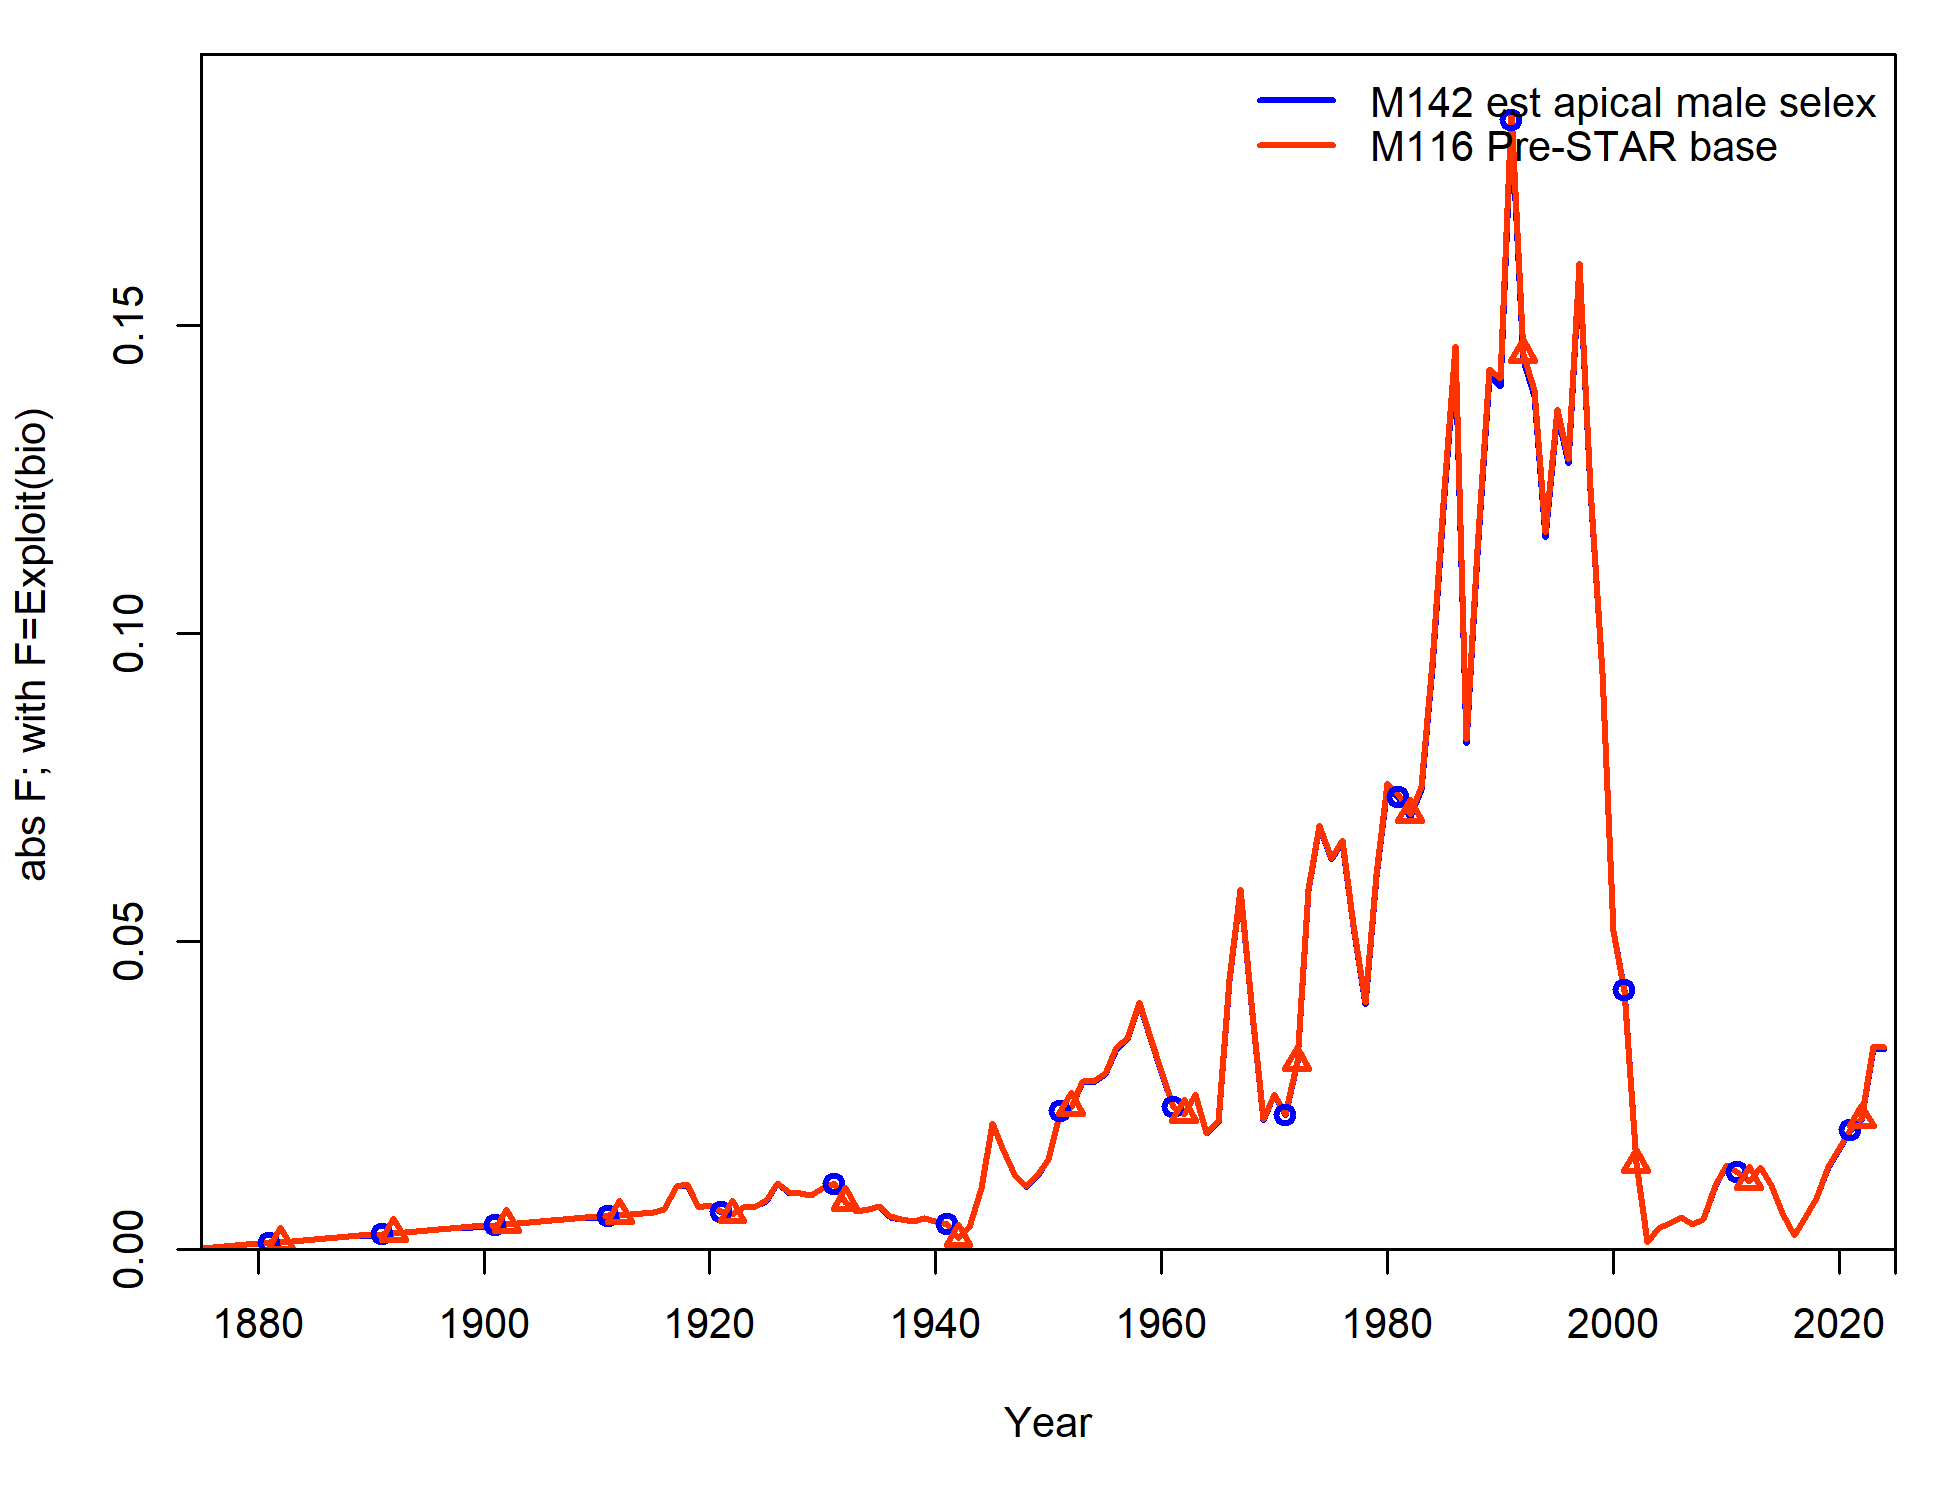 M142 est apical male selex
M116 Pre-STAR base
abs F; with F=Exploit(bio)
0.15
0.10
0.05
0.00
1880 1900 1920 1940 1960 1980 2000 2020
Year